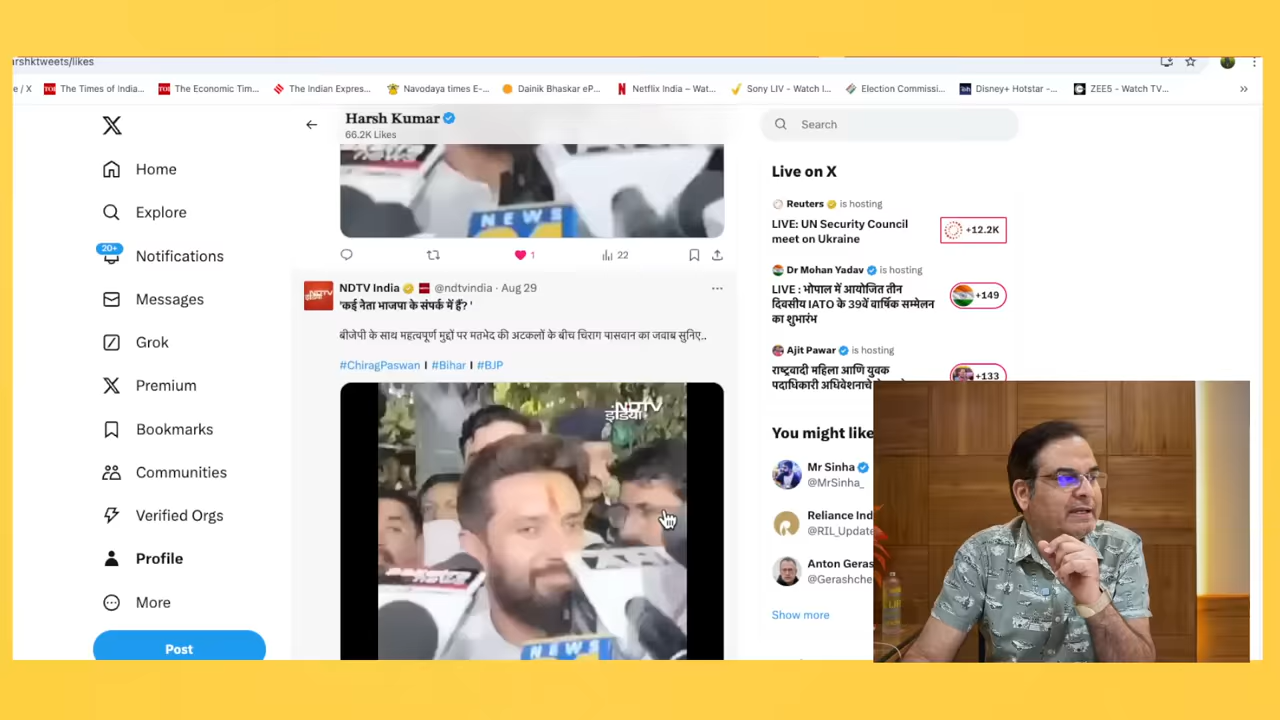 rshktweets/likes
e / X
The Times of India...
The Economic Tim...
The Indian Expres...
Navodaya times E-...
Dainik Bhaskar eP...
Netflix India – Wat...
Sony LIV - Watch I...
Election Commissi...
Disney+ Hotstar -...
ZEE5 - Watch TV...
Home
Explore
20+
Notifications
Messages
Grok
Premium
Bookmarks
Communities
Verified Orgs
Profile
More
Post
Harsh Kumar
66.2K Likes
NEWS
1
22
NDTV India @ndtvindia · Aug 29
'कई नेता भाजपा के संपर्क में हैं? '
बीजेपी के साथ महत्वपूर्ण मुद्दों पर मतभेद की अटकलों के बीच चिराग पासवान का जवाब सुनिए..
#ChiragPaswan I #Bihar I #BJP
NDTV
इंडिया
NEWS
Search
Live on X
Reuters is hosting
LIVE: UN Security Council
meet on Ukraine
+12.2K
Dr Mohan Yadav is hosting
LIVE : भोपाल में आयोजित तीन
दिवसीय IATO के 39वें वार्षिक सम्मेलन
का शुभारंभ
+149
Ajit Pawar is hosting
राष्ट्रवादी महिला आणि युवक
पदाधिकारी अधिवेशनाचे
+133
You might like
Mr Sinha
@MrSinha_
Reliance Ind
@RIL_Update
Anton Geras
@Gerashche
Show more